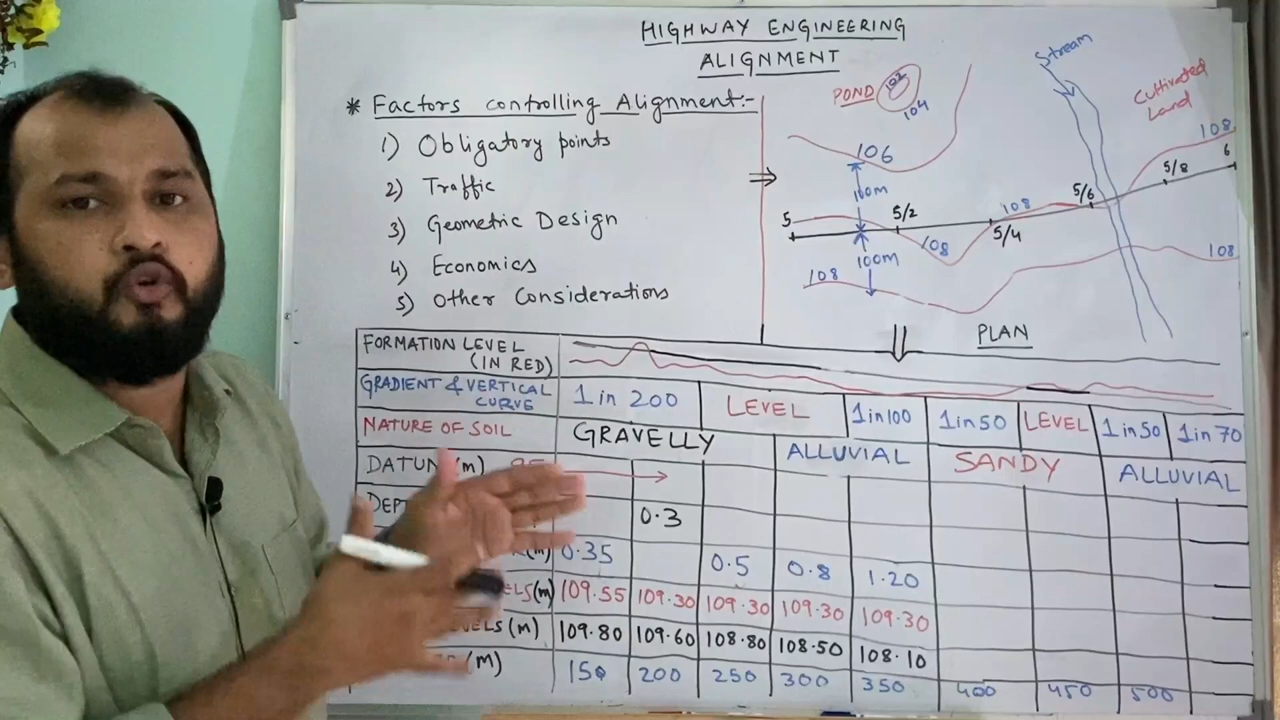 HIGHWAY ENGINEERING
ALIGNMENT
* Factors controlling Alignment:-
1) Obligatory points
2) Traffic
3) Geometric Design
4) Economics
5) Other Considerations
POND 102
104
Stream
Cultivated
Land
106
108
100m
5 5/2 108 5/4 5/6 5/8 6
100m 108
108 108
PLAN
FORMATION LEVEL
(IN RED)
GRADIENT & VERTICAL
CURVE
1 in 200 LEVEL 1 in 100 1 in 50 LEVEL 1 in 50 1 in 70
NATURE OF SOIL GRAVELLY ALLUVIAL SANDY ALLUVIAL
(m)
0.3
(m) 0.35 0.5 0.8 1.20
(m) 109.55 109.30 109.30 109.30 109.30
(m) 109.80 109.60 108.80 108.50 108.10
(M) 150 200 250 300 350 400 450 500